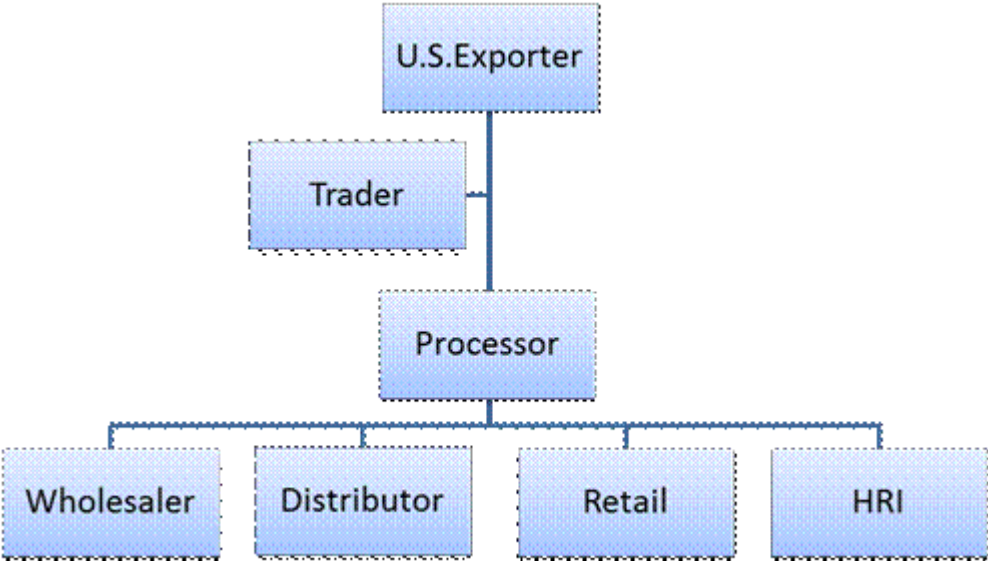 U.S.Exporter
Trader
Processor
Wholesaler
Distributor
Retail
HRI